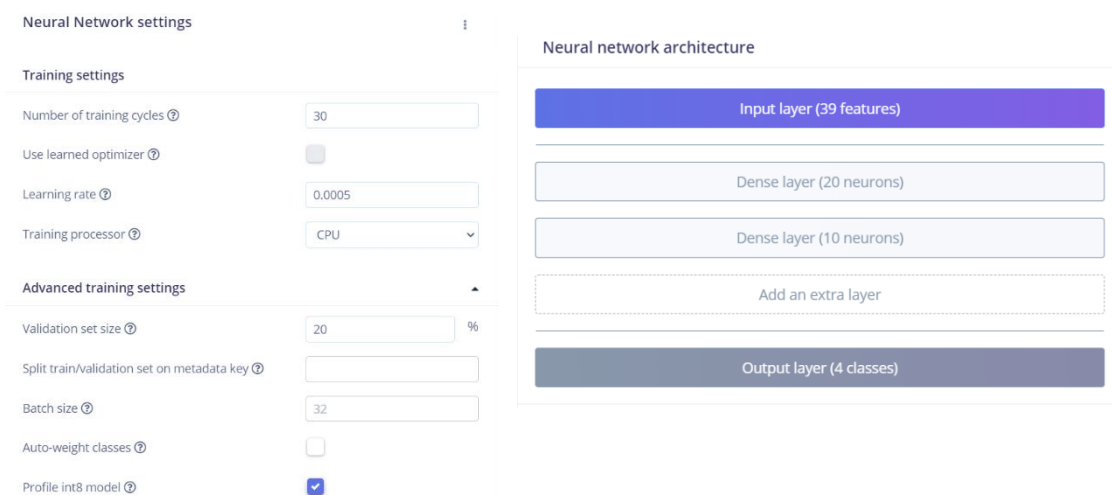 Neural Network settings
Training settings
Number of training cycles
30
Use learned optimizer
Learning rate
0.0005
Training processor
CPU
Advanced training settings
Validation set size
20
%
Split train/validation set on metadata key
Batch size
32
Auto-weight classes
Profile int8 model
Neural network architecture
Input layer (39 features)
Dense layer (20 neurons)
Dense layer (10 neurons)
Add an extra layer
Output layer (4 classes)